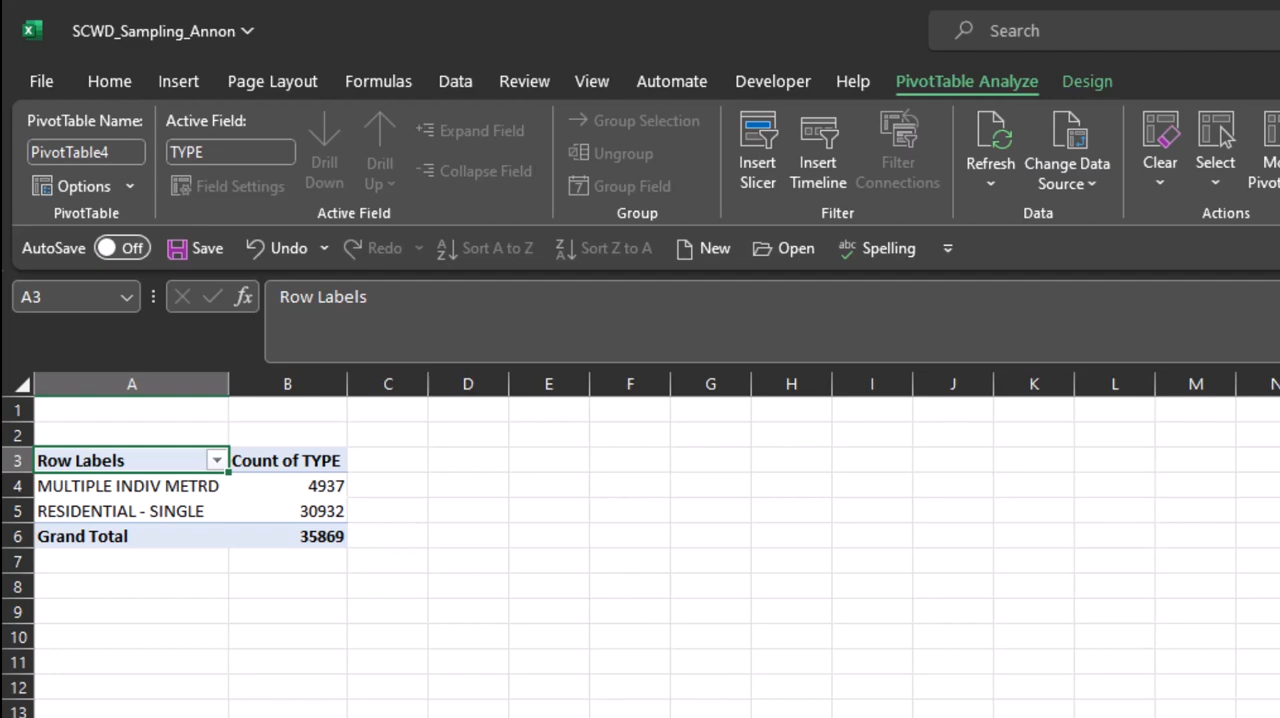 SCWD_Sampling_Annon
Search
File Home Insert Page Layout Formulas Data Review View Automate Developer Help PivotTable Analyze Design
PivotTable Name:
PivotTable4
Options
PivotTable
Active Field:
TYPE
Field Settings
Drill Down
Drill Up
Expand Field
Collapse Field
Active Field
Group Selection
Ungroup
7 Group Field
Group
Insert Slicer
Insert Timeline
Filter Connections
Filter
Refresh
Change Data Source
Data
Clear
Select
Actions
AutoSave Off Save Undo Redo Sort A to Z Sort Z to A New Open abc Spelling
A3 fx Row Labels
A B C D E F G H I J K L M
1
2
3 Row Labels Count of TYPE
4 MULTIPLE INDIV METRD 4937
5 RESIDENTIAL - SINGLE 30932
6 Grand Total 35869
7
8
9
10
11
12
13